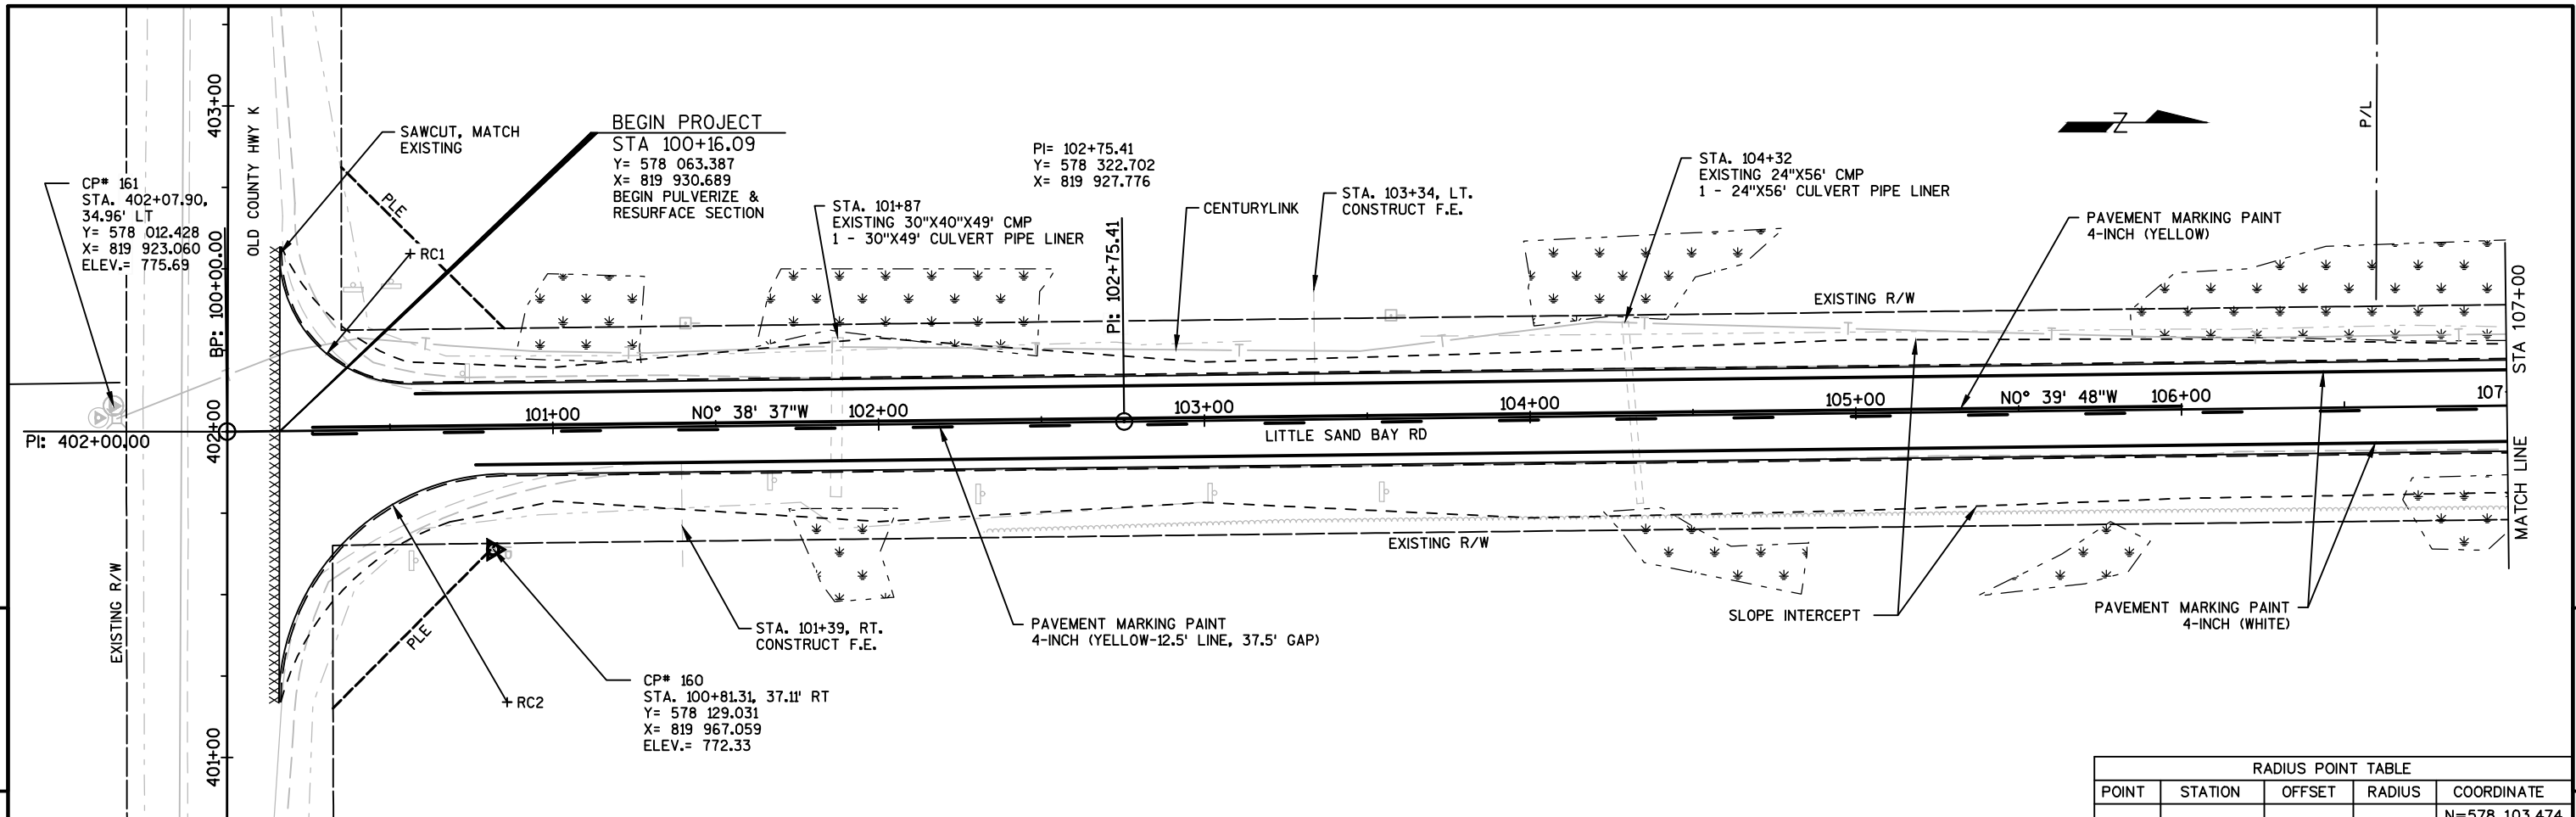 403+00
OLD COUNTY HWY K
SAWCUT, MATCH
EXISTING
BEGIN PROJECT
STA 100+16.09
Y= 578 063.387
X= 819 930.689
BEGIN PULVERIZE &
RESURFACE SECTION
CP# 161
STA. 402+07.90,
34.96' LT
Y= 578 012.428
X= 819 923.060
ELEV.= 775.69
PLE
+ RC1
BP: 100+00.00
STA. 101+87
EXISTING 30"X40"X49' CMP
1 - 30"X49' CULVERT PIPE LINER
PI= 102+75.41
Y= 578 322.702
X= 819 927.776
PI: 102+75.41
CENTURYLINK
STA. 103+34, LT.
CONSTRUCT F.E.
STA. 104+32
EXISTING 24"X56' CMP
1 - 24"X56' CULVERT PIPE LINER
PAVEMENT MARKING PAINT
4-INCH (YELLOW)
Z
P/L
EXISTING R/W
STA 107+00
MATCH LINE
PI: 402+00.00
402+00
101+00
N0° 38' 37"W
102+00
103+00
104+00
105+00
N0° 39' 48"W
106+00
107
LITTLE SAND BAY RD
EXISTING R/W
EXISTING R/W
PLE
STA. 101+39, RT.
CONSTRUCT F.E.
PAVEMENT MARKING PAINT
4-INCH (YELLOW-12.5' LINE, 37.5' GAP)
SLOPE INTERCEPT
PAVEMENT MARKING PAINT
4-INCH (WHITE)
CP# 160
STA. 100+81.31, 37.11' RT
Y= 578 129.031
X= 819 967.059
ELEV.= 772.33
+ RC2
401+00
RADIUS POINT TABLE
POINT STATION OFFSET RADIUS COORDINATE
N=578 103.474